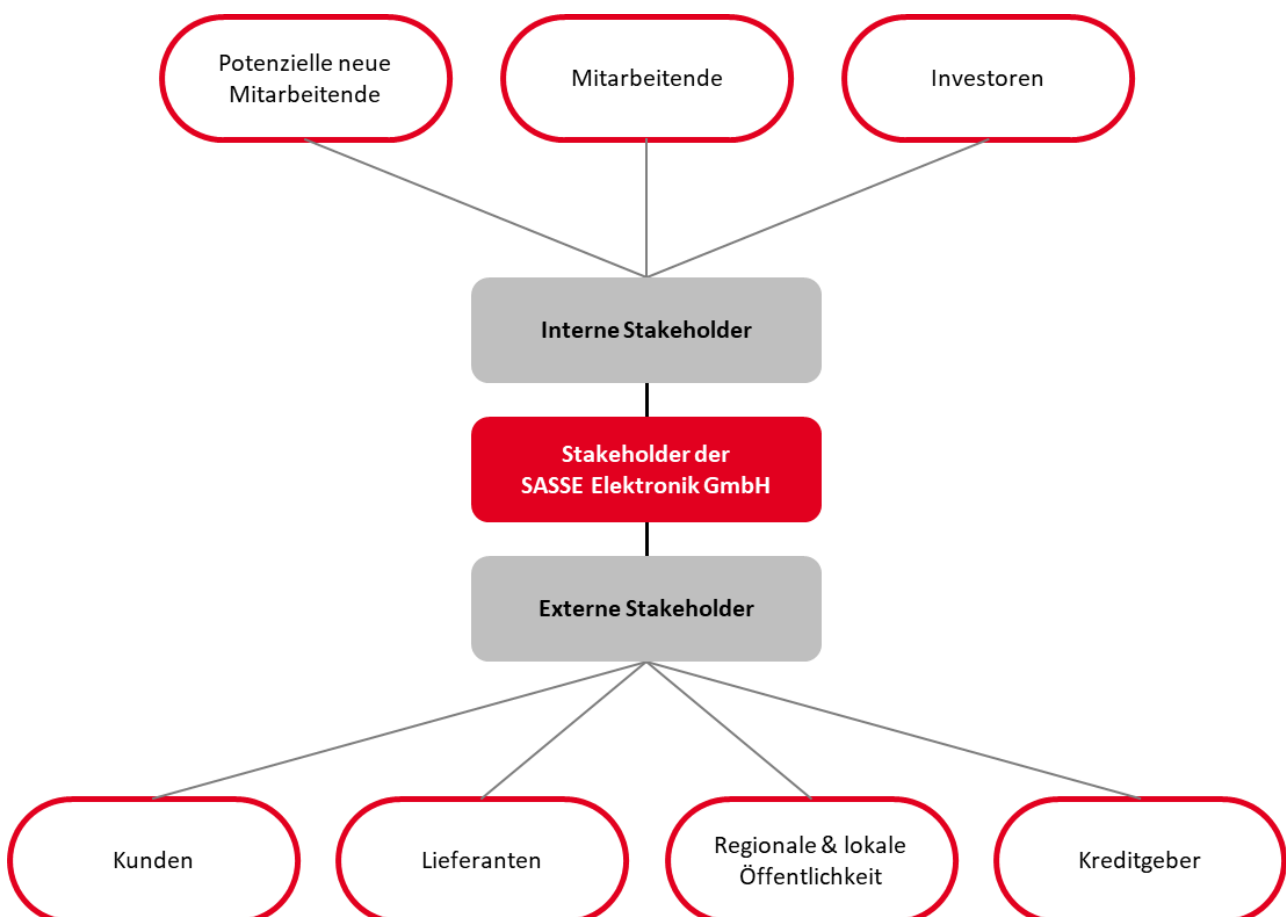 Potenzielle neue
Mitarbeitende
Mitarbeitende
Investoren
Interne Stakeholder
Stakeholder der
SASSE Elektronik GmbH
Externe Stakeholder
Kunden
Lieferanten
Regionale & lokale
Öffentlichkeit
Kreditgeber